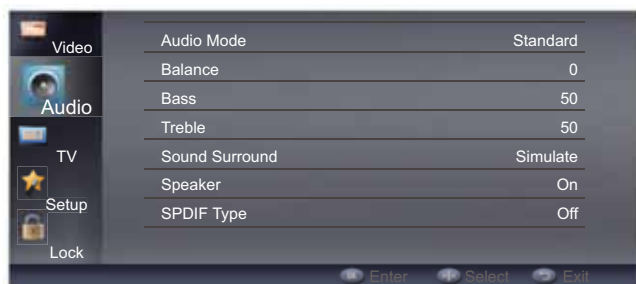 Video
Audio
TV
Setup
Lock
Audio Mode Standard
Balance 0
Bass 50
Treble 50
Sound Surround Simulate
Speaker On
SPDIF Type Off
Enter Select Exit